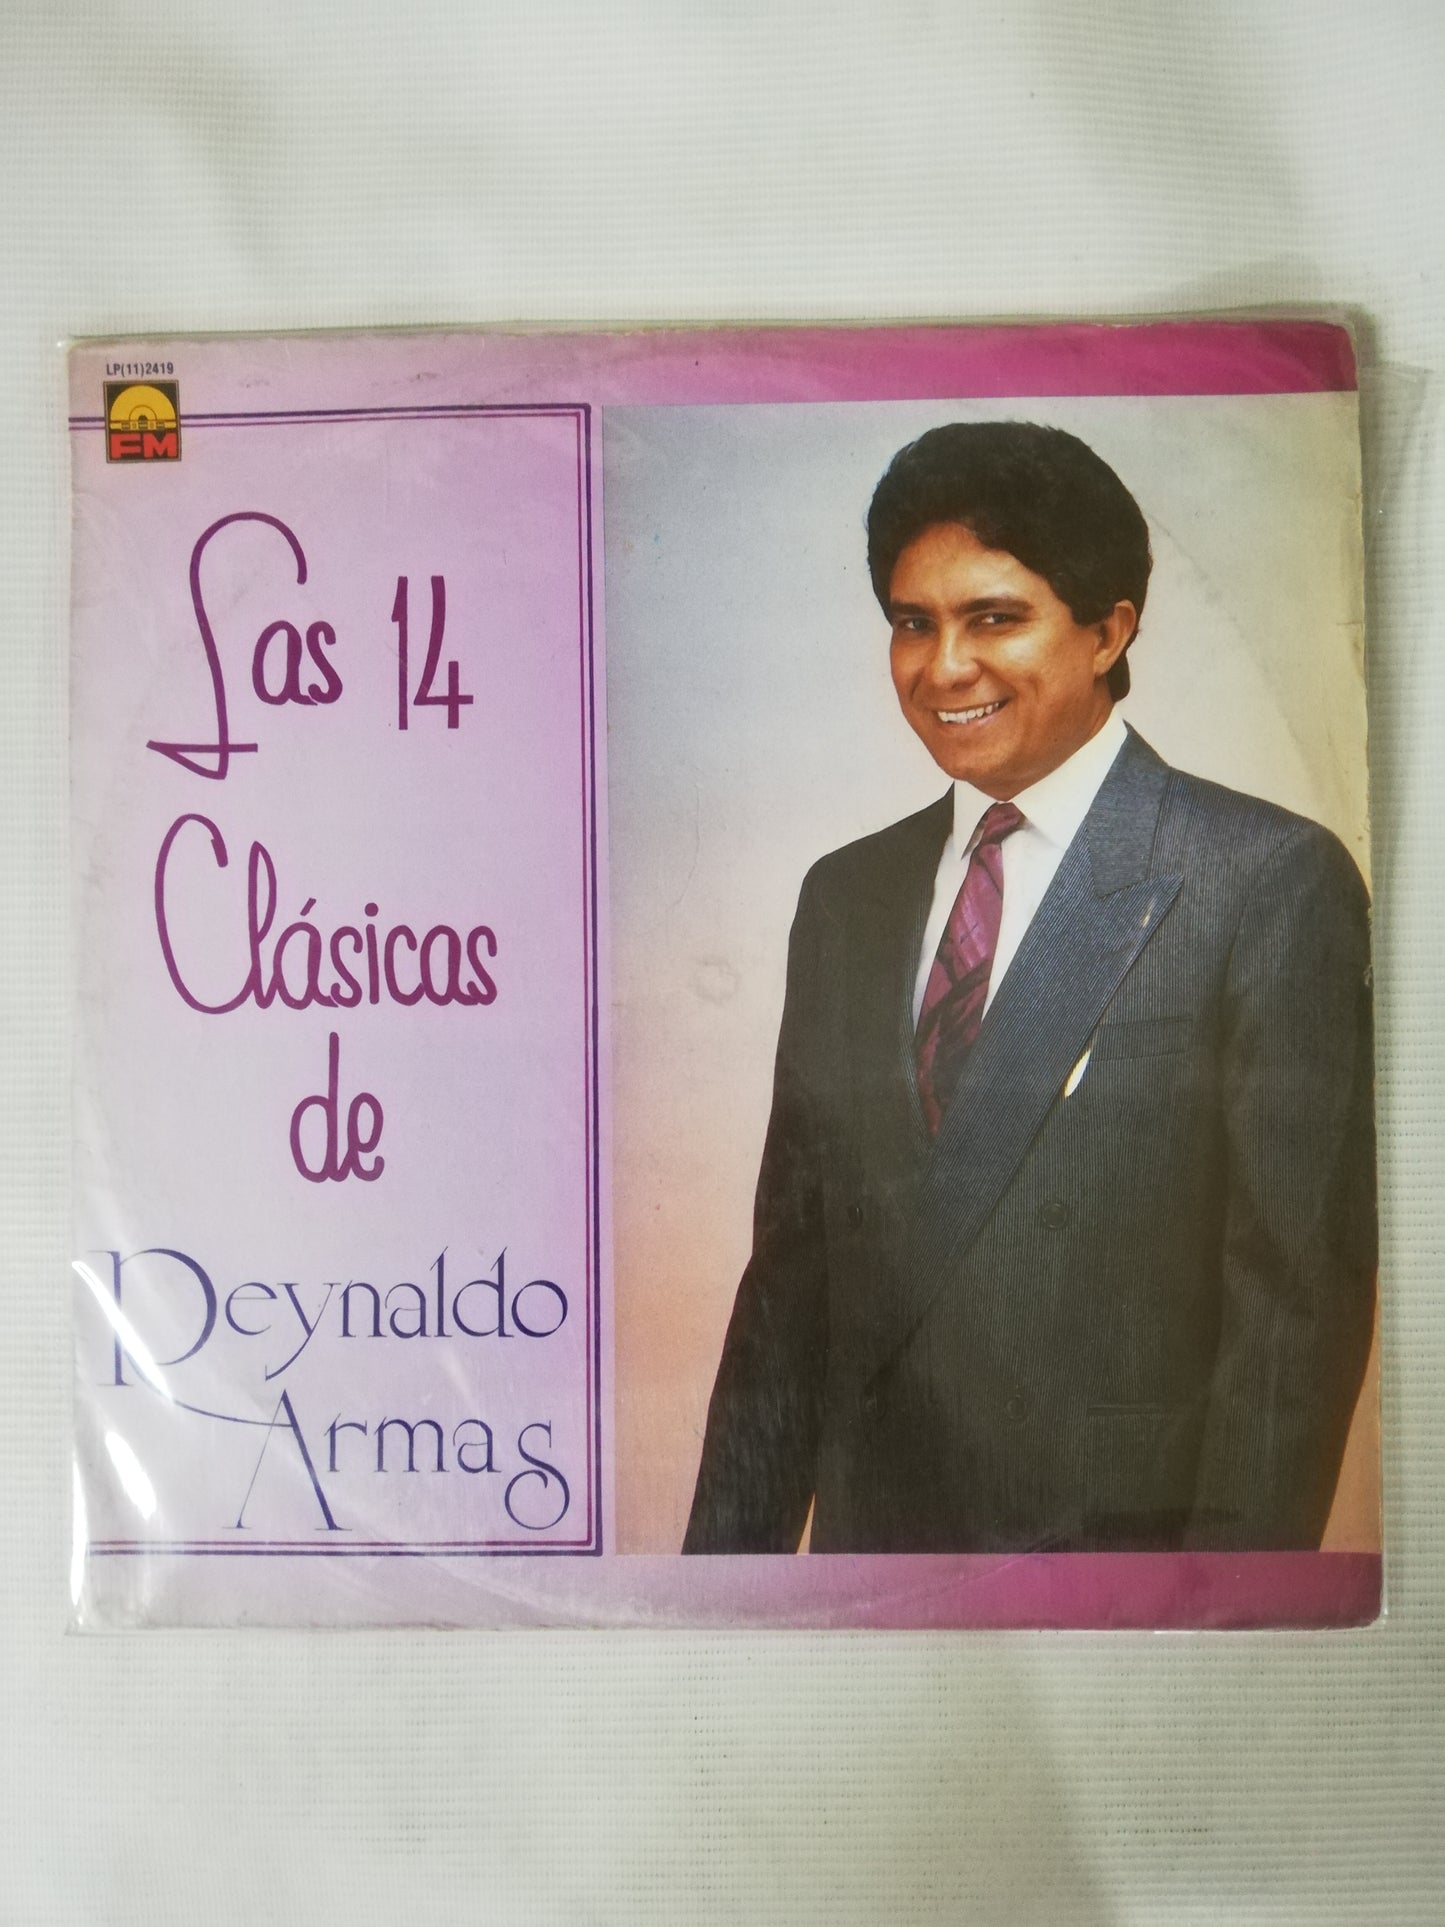 LP(11)2419
FM
Las 14
Clásicas
de
Reynaldo
Armas